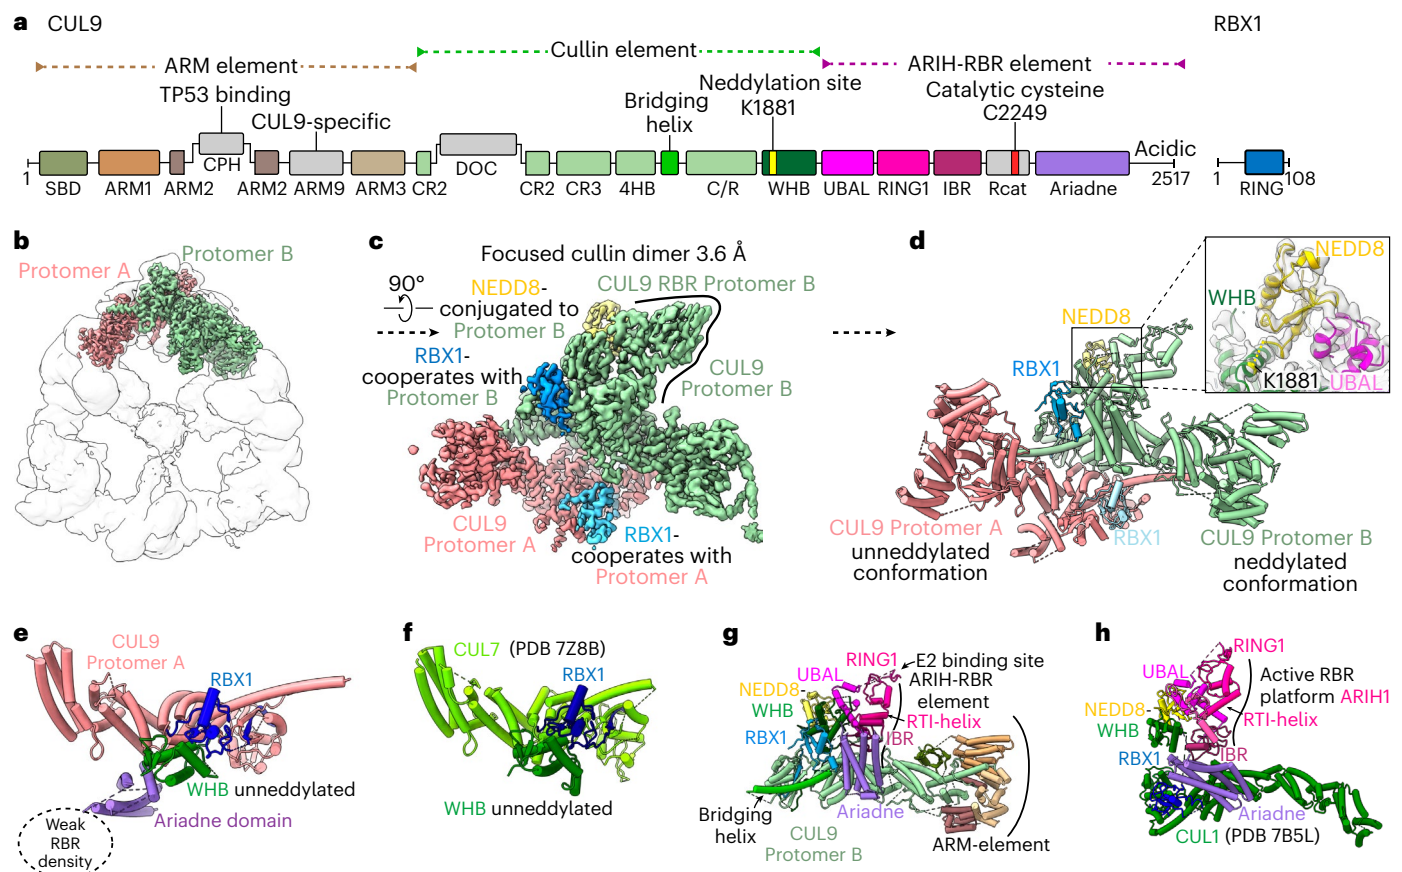 a CUL9
RBX1
Cullin element
ARM element
ARIH-RBR element
TP53 binding
Neddylation site
K1881
Catalytic cysteine
C2249
CUL9-specific
Bridging
helix
Acidic
1
SBD
ARM1
ARM2
CPH
ARM2
ARM9
ARM3
CR2
DOC
CR2
CR3
4HB
C/R
WHB
UBAL
RING1
IBR
Rcat
Ariadne
2517
1
RING
108
b
Protomer A
Protomer B
c
Focused cullin dimer 3.6 Å
90°
NEDD8-
conjugated to
Protomer B
CUL9 RBR Protomer B
RBX1-
cooperates with
Protomer B
CUL9
Protomer B
CUL9
Protomer A
RBX1-
cooperates with
Protomer A
d
NEDD8
WHB
K1881
UBAL
NEDD8
RBX1
CUL9 Protomer A
unneddylated
conformation
RBX1
CUL9 Protomer B
neddylated
conformation
e
CUL9
Protomer A
RBX1
WHB unneddylated
Ariadne domain
Weak
RBR
density
f
CUL7 (PDB 7Z8B)
RBX1
WHB unneddylated
g
RING1
UBAL
E2 binding site
ARIH-RBR
element
NEDD8
WHB
RTI-helix
RBX1
IBR
Bridging
helix
Ariadne
CUL9
Protomer B
ARM-element
h
RING1
UBAL
Active RBR
platform ARIH1
NEDD8
RTI-helix
WHB
IBR
RBX1
Ariadne
CUL1 (PDB 7B5L)